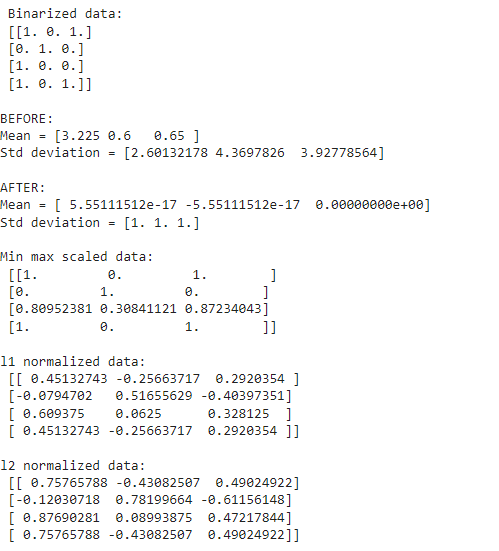 Binarized data:
[[1. 0. 1.]
[0. 1. 0.]
[1. 0. 0.]
[1. 0. 1.]]
BEFORE:
Mean = [3.225 0.6   0.65 ]
Std deviation = [2.60132178 4.3697826  3.92778564]
AFTER:
Mean = [ 5.55111512e-17 -5.55111512e-17  0.00000000e+00]
Std deviation = [1. 1. 1.]
Min max scaled data:
[[1.         0.         1.        ]
[0.         1.         0.        ]
[0.80952381 0.30841121 0.87234043]
[1.         0.         1.        ]]
l1 normalized data:
[[ 0.45132743 -0.25663717  0.2920354 ]
[-0.0794702   0.51655629 -0.40397351]
[ 0.609375    0.0625      0.328125  ]
[ 0.45132743 -0.25663717  0.2920354 ]]
l2 normalized data:
[[ 0.75765788 -0.43082507  0.49024922]
[-0.12030718  0.78199664 -0.61156148]
[ 0.87690281  0.08993875  0.47217844]
[ 0.75765788 -0.43082507  0.49024922]]